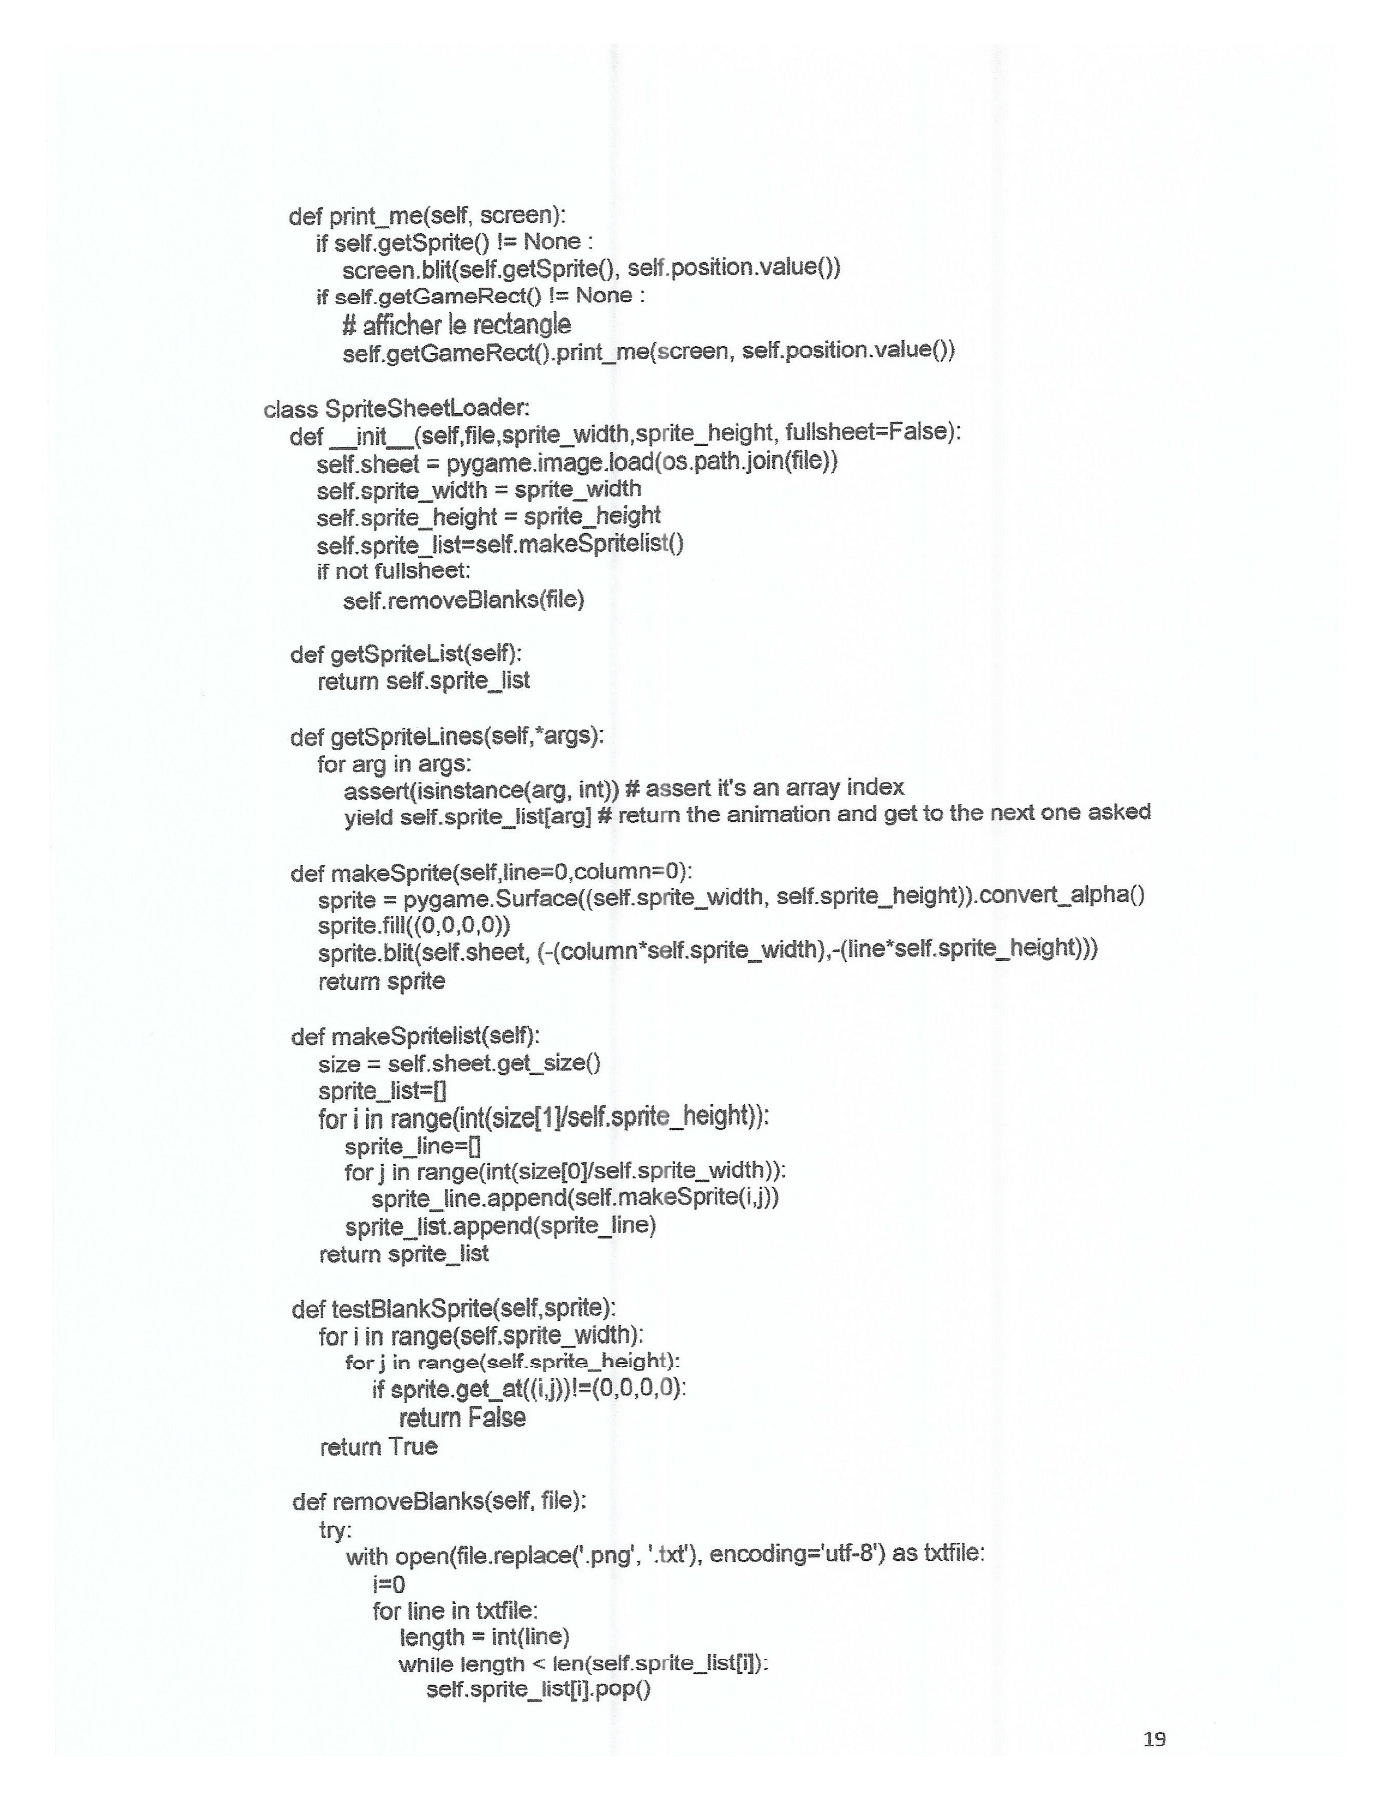 def print_me(self, screen):
if self.getSprite() != None :
screen.blit(self.getSprite(), self.position.value())
if self.getGameRect() != None :
# afficher le rectangle
self.getGameRect().print_me(screen, self.position.value())
class SpriteSheetLoader:
def __init__(self,file,sprite_width,sprite_height, fullsheet=False):
self.sheet = pygame.image.load(os.path.join(file))
self.sprite_width = sprite_width
self.sprite_height = sprite_height
self.sprite_list=self.makeSpritelist()
if not fullsheet:
self.removeBlanks(file)
def getSpriteList(self):
return self.sprite_list
def getSpriteLines(self,*args):
for arg in args:
assert(isinstance(arg, int)) # assert it's an array index
yield self.sprite_list[arg] # return the animation and get to the next one asked
def makeSprite(self,line=0,column=0):
sprite = pygame.Surface((self.sprite_width, self.sprite_height)).convert_alpha()
sprite.fill((0,0,0,0))
sprite.blit(self.sheet, (-(column*self.sprite_width),-(line*self.sprite_height)))
return sprite
def makeSpritelist(self):
size = self.sheet.get_size()
sprite_list=[]
for i in range(int(size[1]/self.sprite_height)):
sprite_line=[]
for j in range(int(size[0]/self.sprite_width)):
sprite_line.append(self.makeSprite(i,j))
sprite_list.append(sprite_line)
return sprite_list
def testBlankSprite(self,sprite):
for i in range(self.sprite_width):
for j in range(self.sprite_height):
if sprite.get_at((i,j))!=(0,0,0,0):
return False
return True
def removeBlanks(self, file):
try:
with open(file.replace('.png', '.txt'), encoding='utf-8') as txtfile:
i=0
for line in txtfile:
length = int(line)
while length < len(self.sprite_list[i]):
self.sprite_list[i].pop()
19